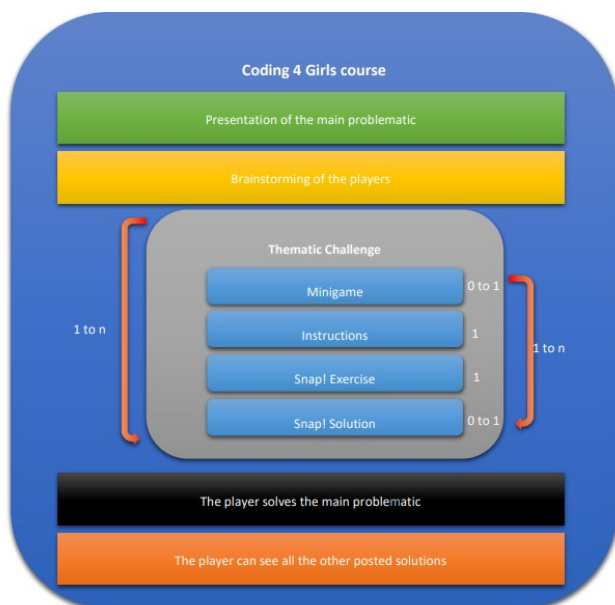 Coding 4 Girls course
Presentation of the main problematic
Brainstorming of the players
Thematic Challenge
Minigame
0 to 1
Instructions
1
1 to n
1 to n
Snap! Exercise
1
Snap! Solution
0 to 1
The player solves the main problematic
The player can see all the other posted solutions